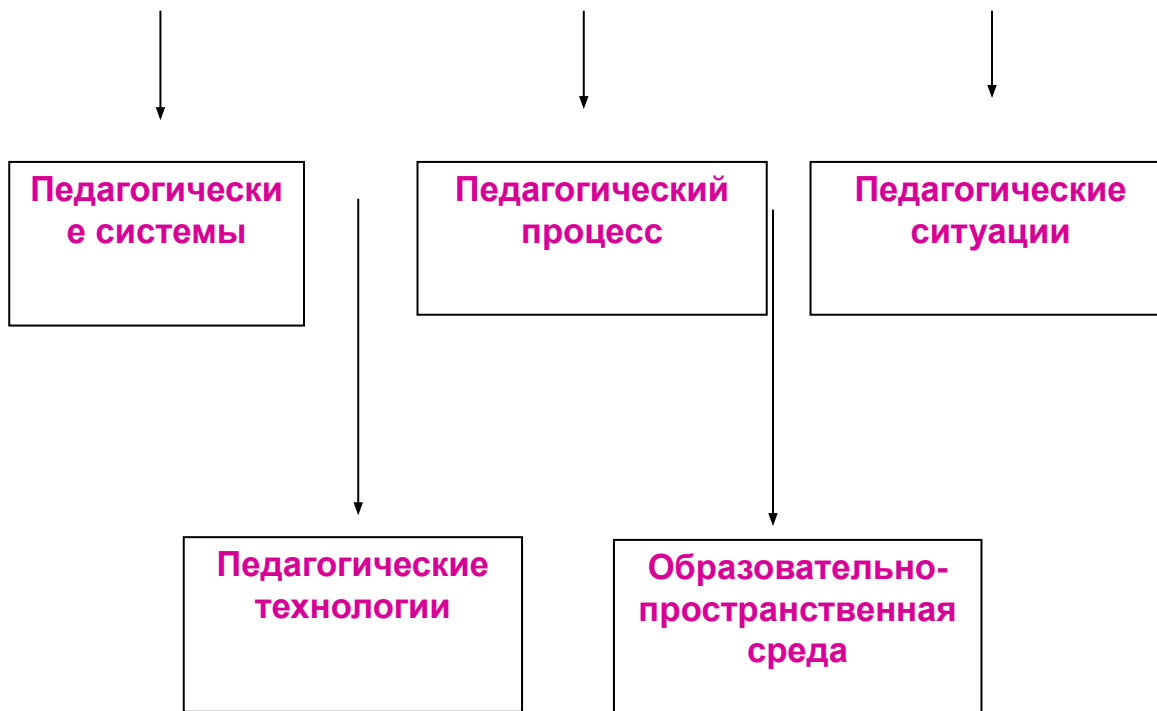 Педагогически
е системы
Педагогический
процесс
Педагогические
ситуации
Педагогические
технологии
Образовательно-
пространственная
среда